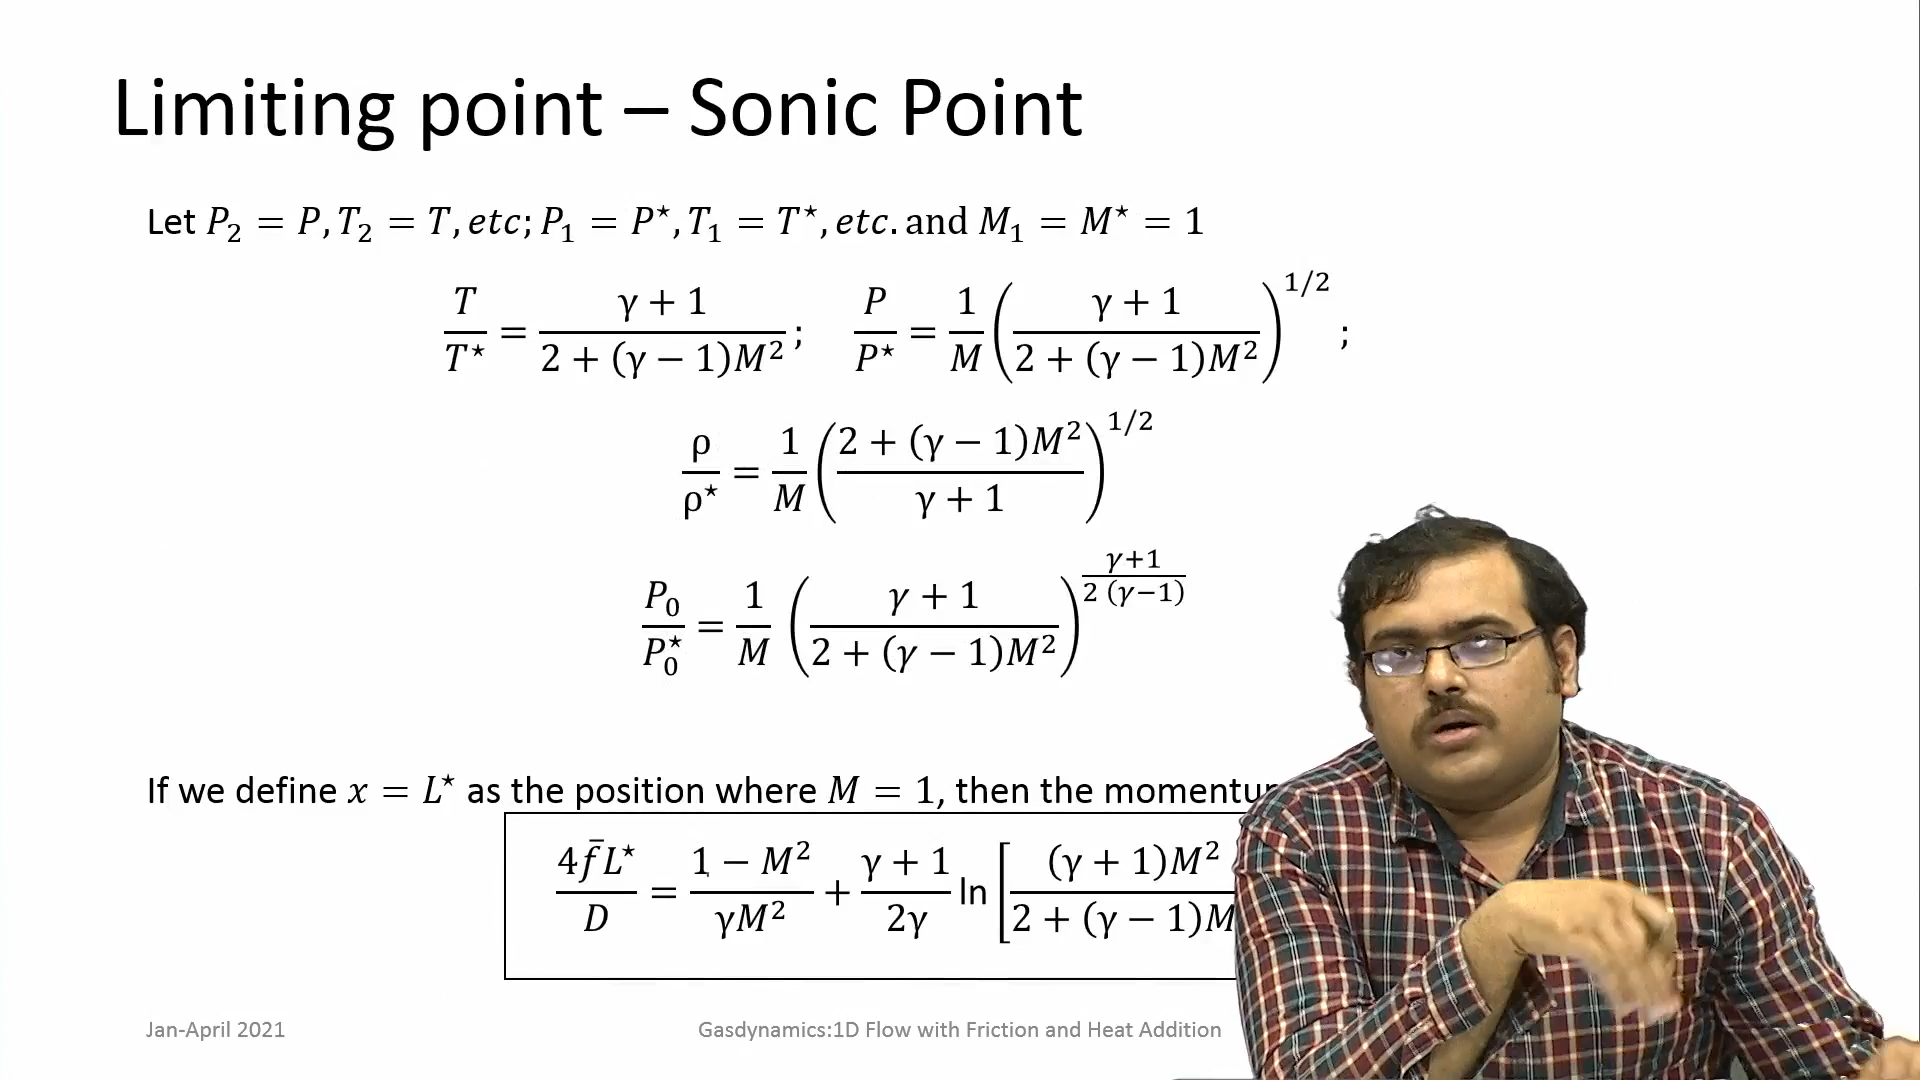 Limiting point – Sonic Point
Let P₂ = P, T₂ = T, etc; P₁ = P⋆, T₁ = T⋆, etc. and M₁ = M⋆ = 1
T/T⋆ = (γ + 1)/(2 + (γ − 1)M²) ; P/P⋆ = 1/M ((γ + 1)/(2 + (γ − 1)M²))^(1/2) ;
ρ/ρ⋆ = 1/M ((2 + (γ − 1)M²)/(γ + 1))^(1/2)
P₀/P₀⋆ = 1/M ((γ + 1)/(2 + (γ − 1)M²))^((γ+1)/(2 (γ−1)))
If we define x = L⋆ as the position where M = 1, then the
4f̄L⋆/D = (1 − M²)/(γM²) + (γ + 1)/(2γ) ln [(γ + 1)M² / 2 + (γ − 1)M
Jan-April 2021
Gasdynamics:1D Flow with Friction and Heat Addition